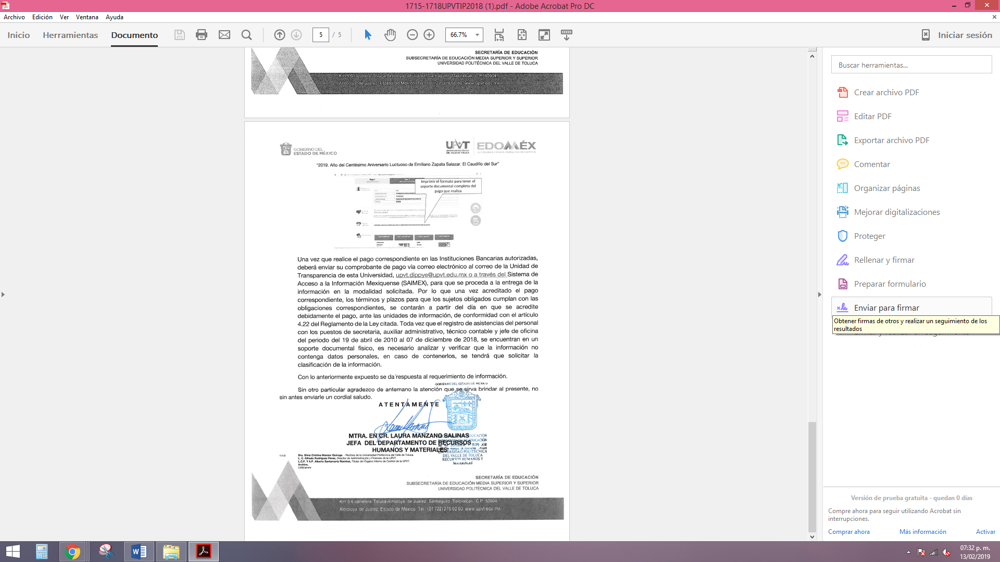 1715-1718UPVTIP2018 (1).pdf - Adobe Acrobat Pro DC
Archivo Edición Ver Ventana Ayuda
Inicio Herramientas Documento 5 / 5 66.7% Iniciar sesión
SECRETARÍA DE EDUCACIÓN
SUBSECRETARÍA DE EDUCACIÓN MEDIA SUPERIOR Y SUPERIOR
UNIVERSIDAD POLITÉCNICA DEL VALLE DE TOLUCA
Km 5.6 carretera Toluca-Almoloya de Juárez, Santiaguito Tlalcilalcali, C.P. 50904,
Almoloya de Juárez, Estado de México. Tel. (01 722) 276 60 60 www.upvt.edu.mx
GOBIERNO DEL
ESTADO DE MÉXICO
UPVT
UNIVERSIDAD POLITÉCNICA
DEL VALLE DE TOLUCA
EDOMÉX
"2019. Año del Centésimo Aniversario Luctuoso de Emiliano Zapata Salazar. El Caudillo del Sur"
Paso 1
Imprimir el formato para tener el
soporte documental completo del
pago que realiza
Una vez que realice el pago correspondiente en las Instituciones Bancarias autorizadas,
deberá enviar su comprobante de pago vía correo electrónico al correo de la Unidad de
Transparencia de esta Universidad, upvt.dippye@upvt.edu.mx o a través del Sistema de
Acceso a la Información Mexiquense (SAIMEX), para que se proceda a la entrega de la
información en la modalidad solicitada. Por lo que una vez acreditado el pago
correspondiente, los términos y plazos para que los sujetos obligados cumplan con las
obligaciones correspondientes, se contarán a partir del día en que se acredite
debidamente el pago, ante las unidades de información, de conformidad con el artículo
4.22 del Reglamento de la Ley citada. Toda vez que el registro de asistencias del personal
con los puestos de secretaria, auxiliar administrativo, técnico contable y jefe de oficina
del periodo del 19 de abril de 2010 al 07 de diciembre de 2018, se encuentran en un
soporte documental físico, es necesario analizar y verificar que la información no
contenga datos personales, en caso de contenerlos, se tendrá que solicitar la
clasificación de la información.
Con lo anteriormente expuesto se da respuesta al requerimiento de información.
GOBIERNO DEL ESTADO DE MÉXICO
Sin otro particular agradezco de antemano la atención que se sirva brindar al presente, no
sin antes enviarle un cordial saludo.
ATENTAMENTE
MTRA. EN CR. LAURA MANZANO SALINAS
JEFA DEL DEPARTAMENTO DE RECURSOS
HUMANOS Y MATERIALES
UNIVERSIDAD POLITÉCNICA
DEL VALLE DE TOLUCA
RECURSOS HUMANOS Y
MATERIALES
c.c.p. Dra. Silvia Cristina Manzur Quiroga. - Rectora de la Universidad Politécnica del Valle de Toluca.
L. C. Alfredo Rodríguez Pérez, Director de Administración y Finanzas de la UPVT.
L.C.P. Y A.P. Alberto Santamaría Ramírez, Titular del Órgano Interno de Control de la UPVT.
Archivo.
LMS/ammr
SECRETARÍA DE EDUCACIÓN
SUBSECRETARÍA DE EDUCACIÓN MEDIA SUPERIOR Y SUPERIOR
UNIVERSIDAD POLITÉCNICA DEL VALLE DE TOLUCA
Km 5.6 carretera Toluca-Almoloya de Juárez, Santiaguito Tlalcilalcali, C.P. 50904,
Almoloya de Juárez, Estado de México. Tel. (01 722) 276 60 60 www.upvt.edu.mx
Buscar herramientas...
Crear archivo PDF
Editar PDF
Exportar archivo PDF
Comentar
Organizar páginas
Mejorar digitalizaciones
Proteger
Rellenar y firmar
Preparar formulario
Enviar para firmar
Obtener firmas de otros y realizar un seguimiento de los
resultados
Versión de prueba gratuita - quedan 0 días
Compre ahora para seguir utilizando Acrobat sin
interrupciones.
Comprar ahora Más información Activar
07:32 p. m.
13/02/2019